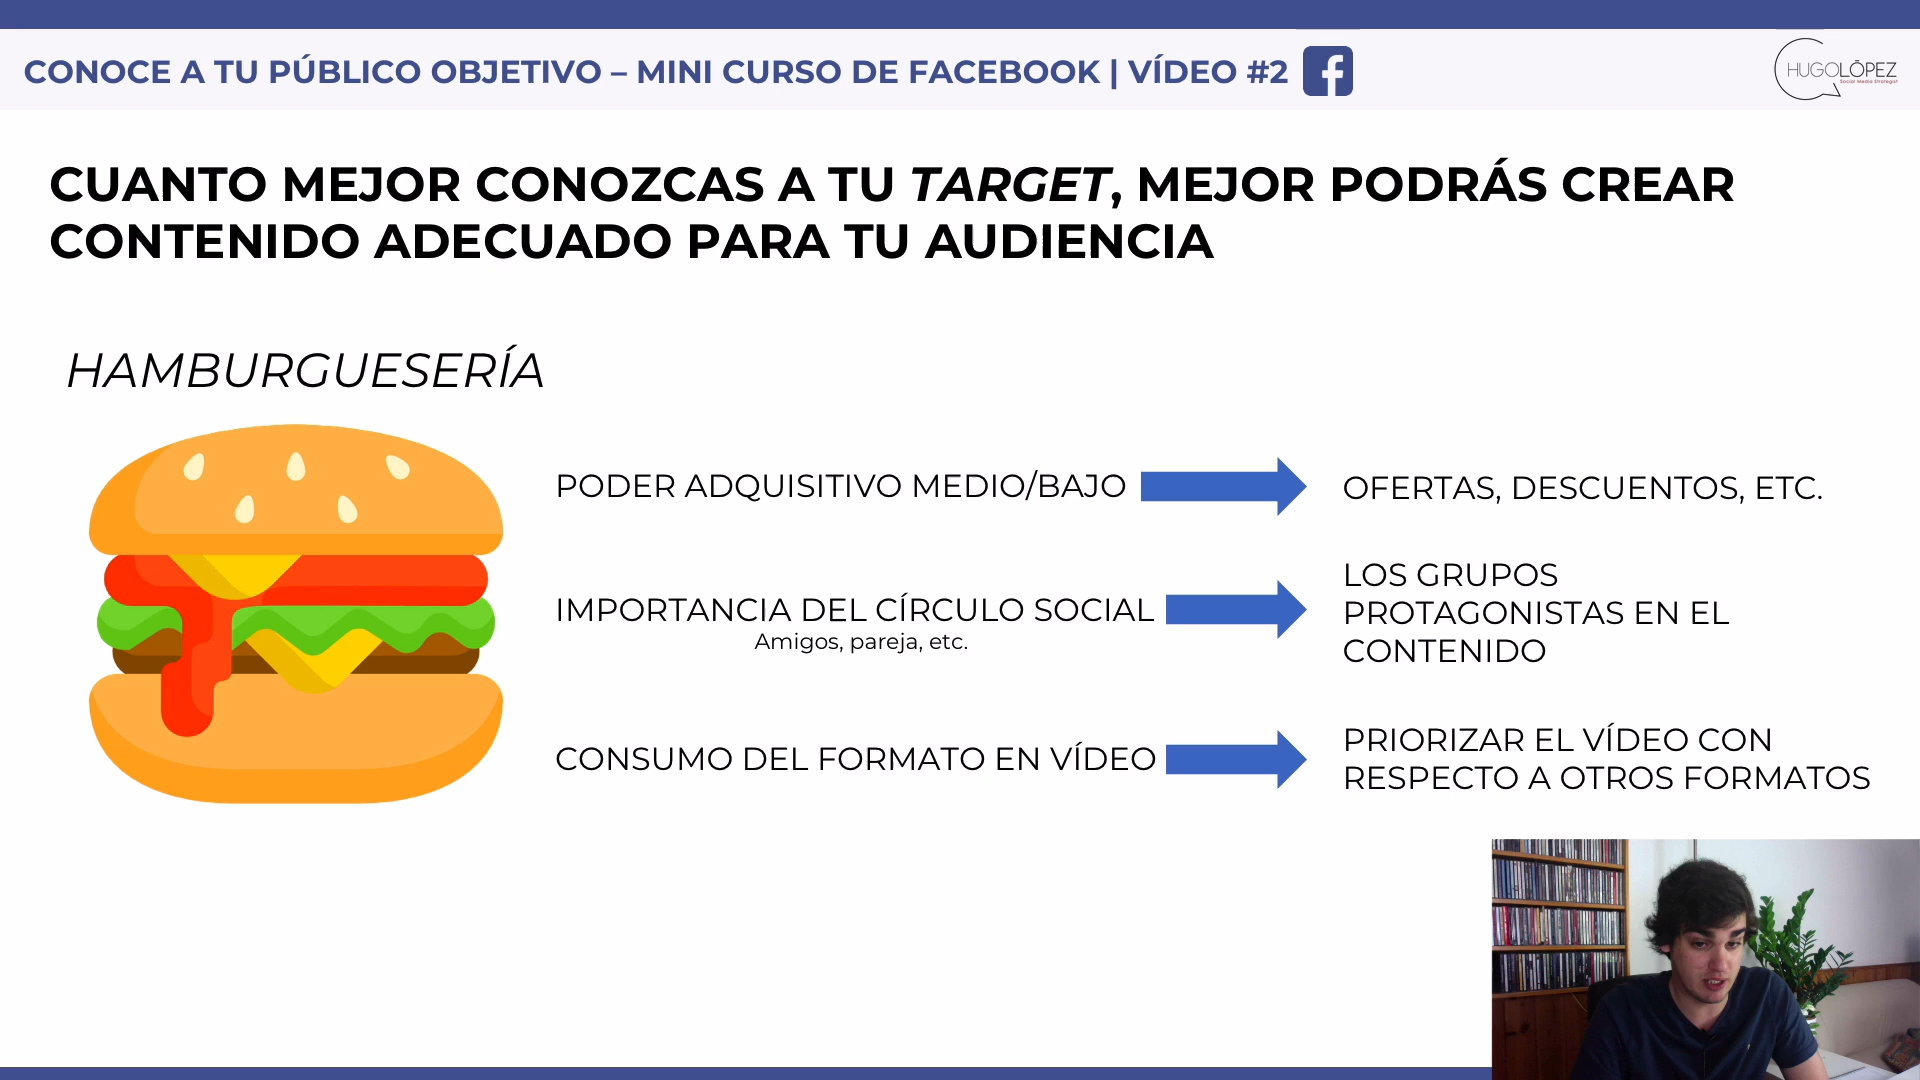 CONOCE A TU PÚBLICO OBJETIVO – MINI CURSO DE FACEBOOK | VÍDEO #2
HUGOLÓPEZ
Social Media Strategist
CUANTO MEJOR CONOZCAS A TU TARGET, MEJOR PODRÁS CREAR
CONTENIDO ADECUADO PARA TU AUDIENCIA
HAMBURGUESERÍA
PODER ADQUISITIVO MEDIO/BAJO
OFERTAS, DESCUENTOS, ETC.
IMPORTANCIA DEL CÍRCULO SOCIAL
Amigos, pareja, etc.
LOS GRUPOS
PROTAGONISTAS EN EL
CONTENIDO
CONSUMO DEL FORMATO EN VÍDEO
PRIORIZAR EL VÍDEO CON
RESPECTO A OTROS FORMATOS